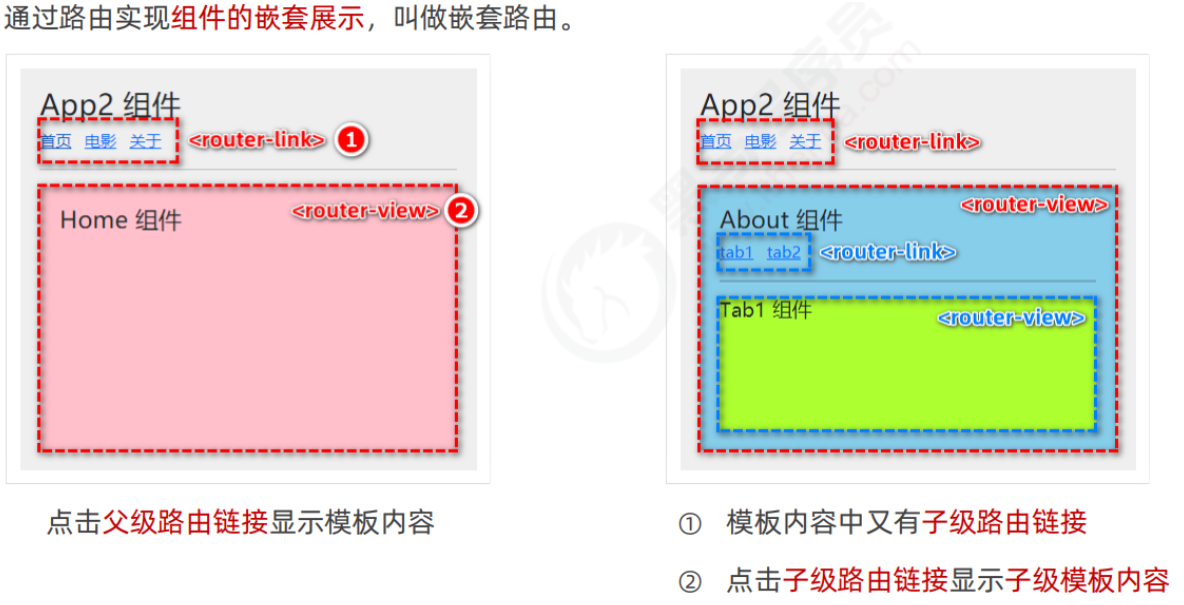 通过路由实现组件的嵌套展示，叫做嵌套路由。
App2 组件
首页 电影 关于 <router-link> 1
Home 组件 <router-view> 2
点击父级路由链接显示模板内容
App2 组件
首页 电影 关于 <router-link>
<router-view>
About 组件
tab1 tab2 <router-link>
Tab1 组件 <router-view>
① 模板内容中又有子级路由链接
② 点击子级路由链接显示子级模板内容